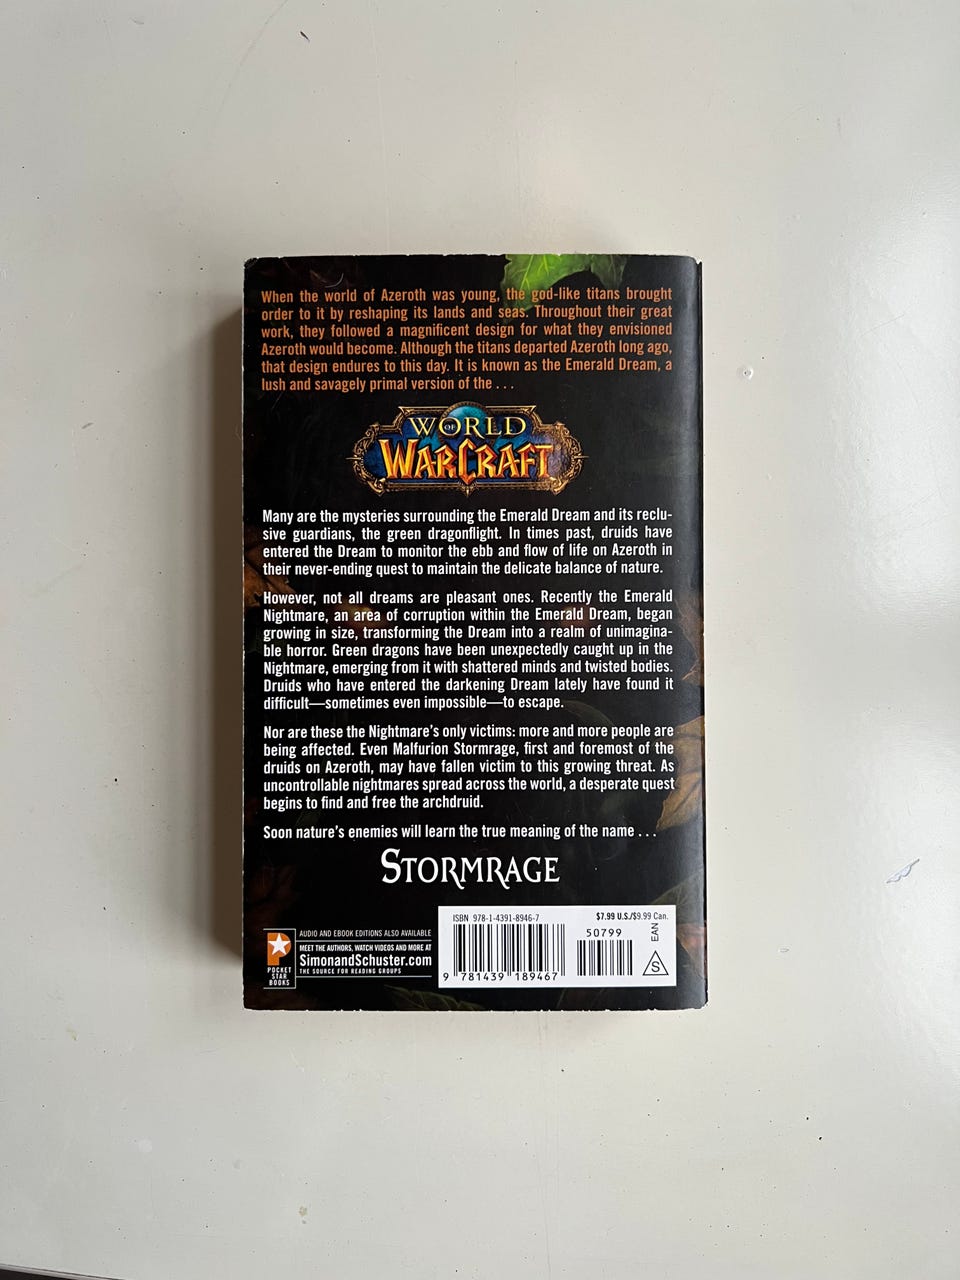 When the world of Azeroth was young, the god-like titans brought
order to it by reshaping its lands and seas. Throughout their great
work, they followed a magnificent design for what they envisioned
Azeroth would become. Although the titans departed Azeroth long ago,
that design endures to this day. It is known as the Emerald Dream, a
lush and savagely primal version of the . . .
WORLD
OF
WARCRAFT
Many are the mysteries surrounding the Emerald Dream and its reclu-
sive guardians, the green dragonflight. In times past, druids have
entered the Dream to monitor the ebb and flow of life on Azeroth in
their never-ending quest to maintain the delicate balance of nature.
However, not all dreams are pleasant ones. Recently the Emerald
Nightmare, an area of corruption within the Emerald Dream, began
growing in size, transforming the Dream into a realm of unimagina-
ble horror. Green dragons have been unexpectedly caught up in the
Nightmare, emerging from it with shattered minds and twisted bodies.
Druids who have entered the darkening Dream lately have found it
difficult—sometimes even impossible—to escape.
Nor are these the Nightmare's only victims: more and more people are
being affected. Even Malfurion Stormrage, first and foremost of the
druids on Azeroth, may have fallen victim to this growing threat. As
uncontrollable nightmares spread across the world, a desperate quest
begins to find and free the archdruid.
Soon nature's enemies will learn the true meaning of the name . . .
STORMRAGE
P
POCKET
STAR
BOOKS
AUDIO AND EBOOK EDITIONS ALSO AVAILABLE
MEET THE AUTHORS, WATCH VIDEOS AND MORE AT
SimonandSchuster.com
THE SOURCE FOR READING GROUPS
ISBN 978-1-4391-8946-7
$7.99 U.S./$9.99 Can.
50799
EAN
S
9 781439 189467